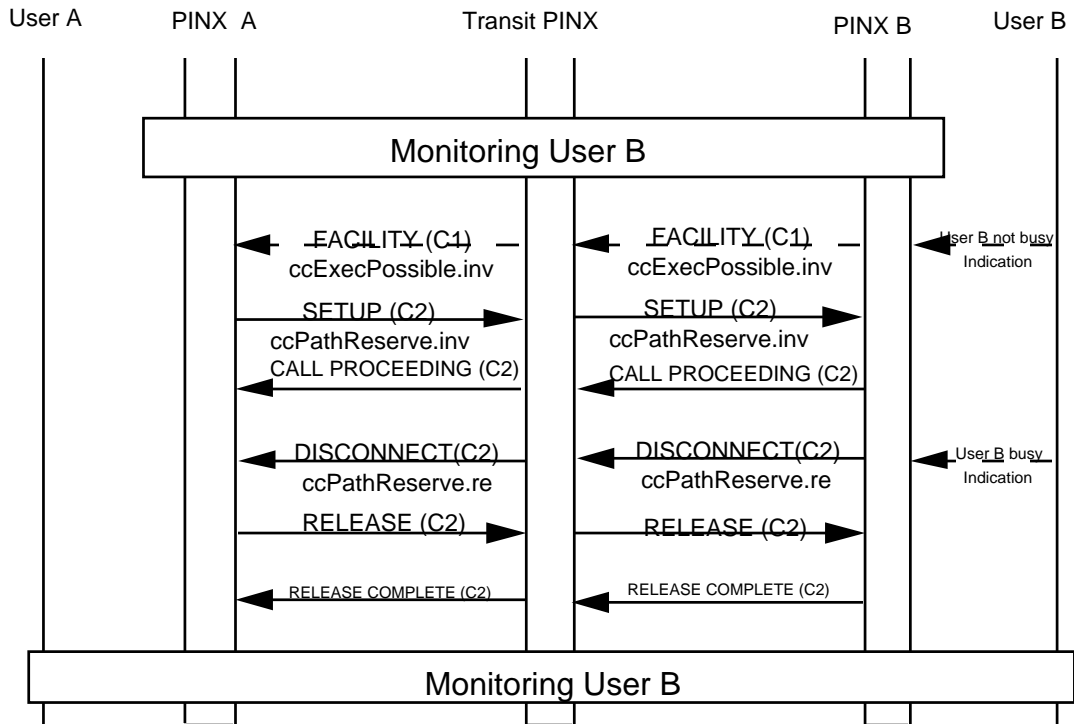 User A PINX A Transit PINX PINX B User B
Monitoring User B
FACILITY (C1) FACILITY (C1) User B not busy
ccExecPossible.inv ccExecPossible.inv Indication
SETUP (C2) SETUP (C2)
ccPathReserve.inv ccPathReserve.inv
CALL PROCEEDING (C2) CALL PROCEEDING (C2)
DISCONNECT(C2) DISCONNECT(C2) User B busy
ccPathReserve.re ccPathReserve.re Indication
RELEASE (C2) RELEASE (C2)
RELEASE COMPLETE (C2) RELEASE COMPLETE (C2)
Monitoring User B